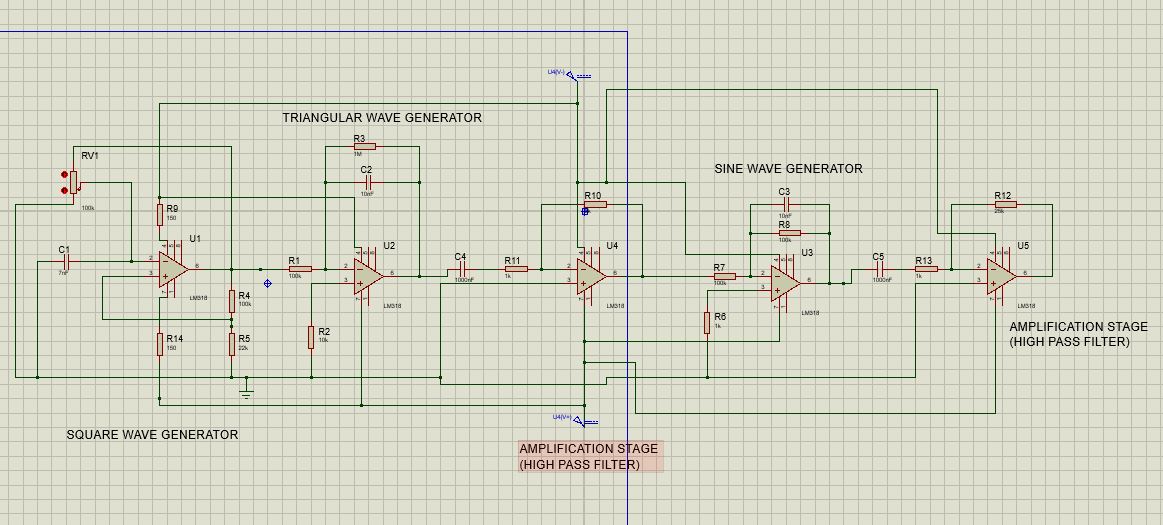 U4(V-)
TRIANGULAR WAVE GENERATOR
R3
1M
RV1
100k
C2
10nF
SINE WAVE GENERATOR
R10
C3
10nF
R12
25k
R9
150
R8
100k
U1
U2
U4
U3
U5
C1
7nF
R1
100k
C4
1000nF
R11
1k
R7
100k
C5
1000nF
R13
1k
LM318
LM318
LM318
LM318
LM318
R4
100k
R2
10k
R6
1k
R14
150
R5
22k
AMPLIFICATION STAGE
(HIGH PASS FILTER)
U4(V+)
SQUARE WAVE GENERATOR
AMPLIFICATION STAGE
(HIGH PASS FILTER)